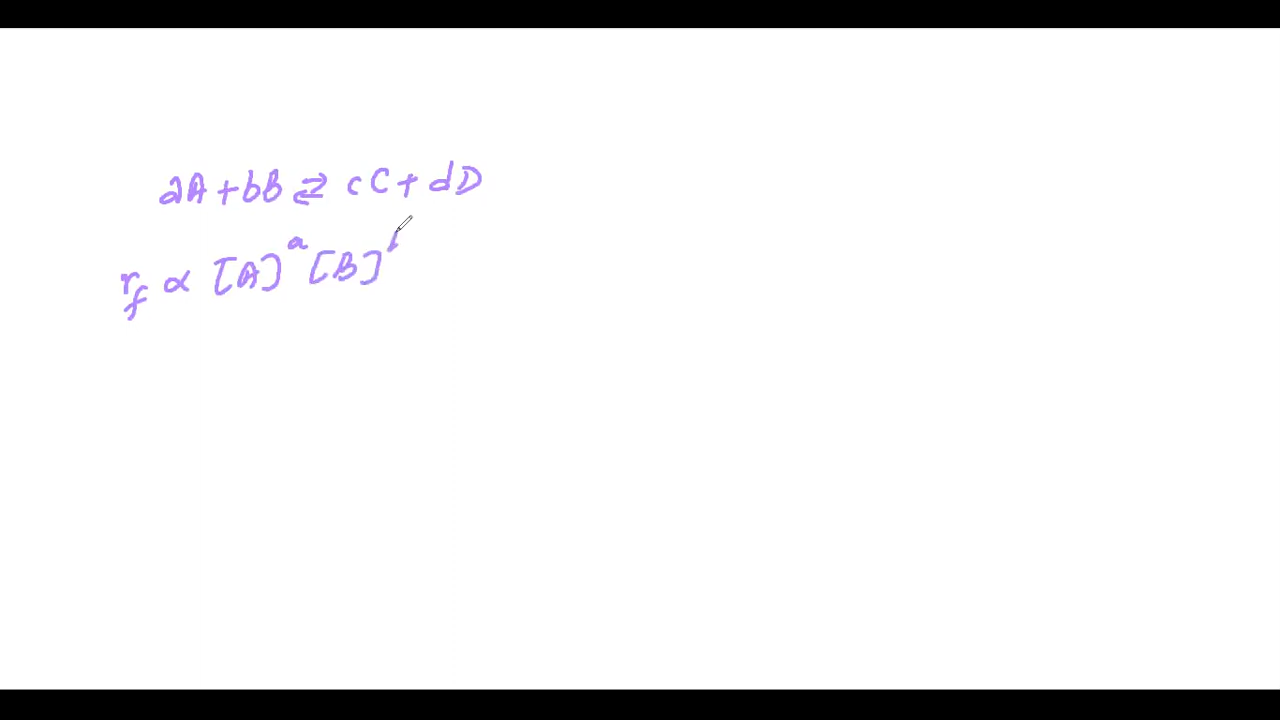 aA + bB ⇌ cC + dD
r_f ∝ [A]^a [B]